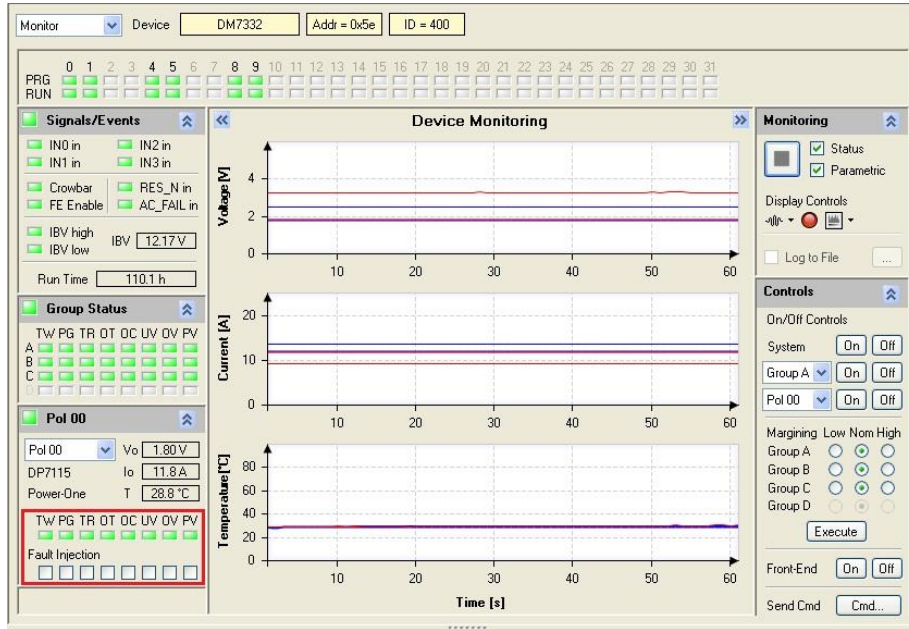 Monitor Device DM7332 Addr = 0x5e ID = 400
0 1 2 3 4 5 6 7 8 9 10 11 12 13 14 15 16 17 18 19 20 21 22 23 24 25 26 27 28 29 30 31
PRG
RUN
Signals/Events
IN0 in IN2 in
IN1 in IN3 in
Crowbar RES_N in
FE Enable AC_FAIL in
IBV high
IBV low
IBV 12.17 V
Run Time 110.1 h
Group Status
TW PG TR OT OC UV OV PV
A
B
C
D
Pol 00
Pol 00 Vo 1.80 V
DP7115 Io 11.8 A
Power-One T 28.8 °C
TW PG TR OT OC UV OV PV
Fault Injection
Device Monitoring
Voltage [V]
4
2
0
10 20 30 40 50 60
Current [A]
20
10
0
10 20 30 40 50 60
Temperature [°C]
80
60
40
20
0
10 20 30 40 50 60
Time [s]
Monitoring
Status
Parametric
Display Controls
Log to File ...
Controls
On/Off Controls
System On Off
Group A On Off
Pol 00 On Off
Margining Low Nom High
Group A
Group B
Group C
Group D
Execute
Front-End On Off
Send Cmd Cmd...